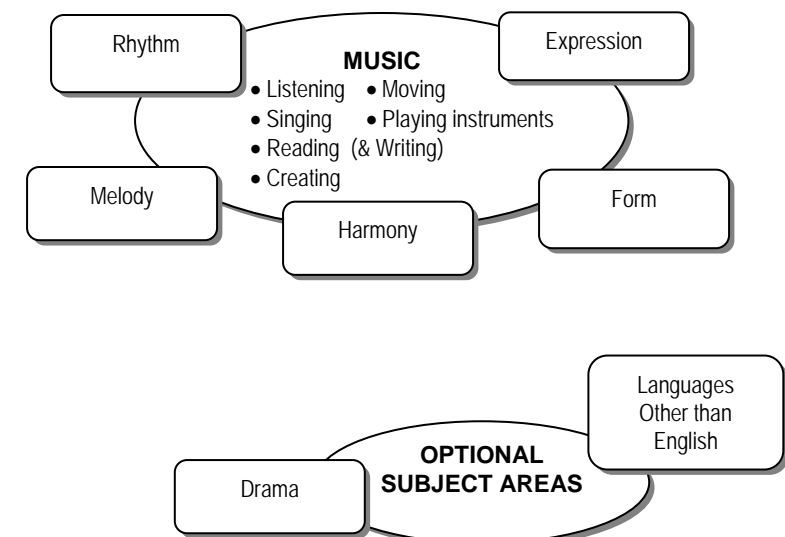 Rhythm
Expression
MUSIC
• Listening • Moving
• Singing • Playing instruments
• Reading (& Writing)
• Creating
Melody
Form
Harmony
Languages
Other than
English
OPTIONAL
SUBJECT AREAS
Drama